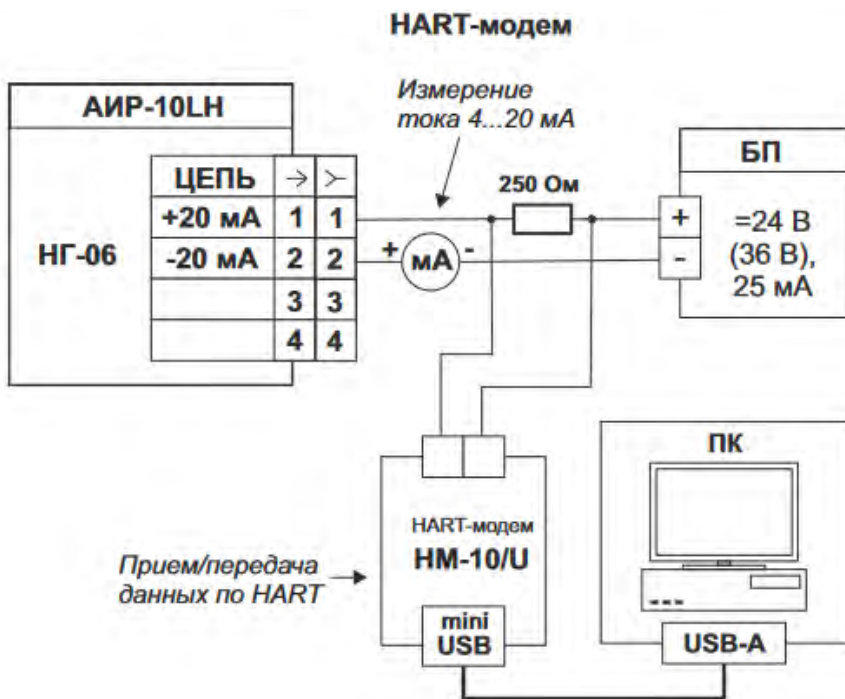 HART-модем
АИР-10LH
Измерение
тока 4...20 мА
БП
ЦЕПЬ
250 Ом
+20 мА 1 1
+
=24 В
НГ-06
-20 мА 2 2
+ мА -
-
(36 В),
25 мА
3 3
4 4
ПК
HART-модем
HM-10/U
Прием/передача
данных по HART
mini
USB
USB-A